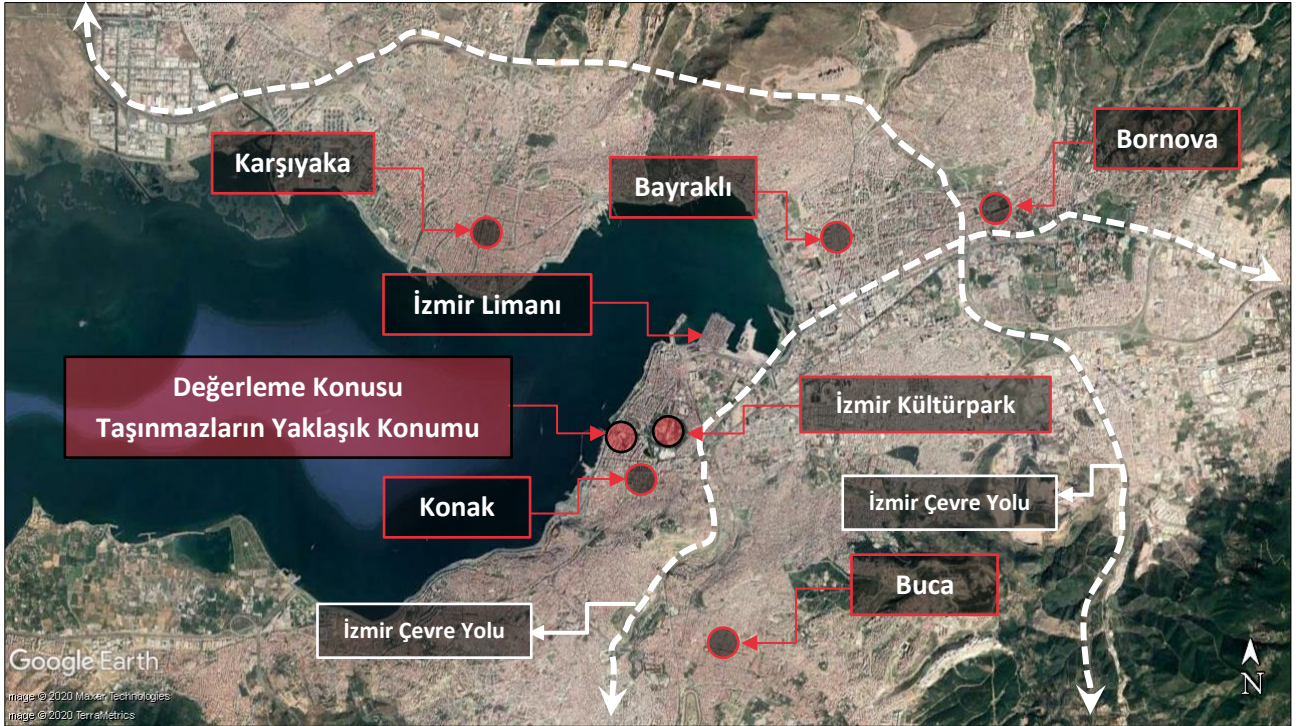 Bornova
Karşıyaka
Bayraklı
İzmir Limanı
Değerleme Konusu
Taşınmazların Yaklaşık Konumu
İzmir Kültürpark
Konak
İzmir Çevre Yolu
Buca
İzmir Çevre Yolu
Google Earth
mage © 2020 Maxar Technologies
mage © 2020 TerraMetrics
N